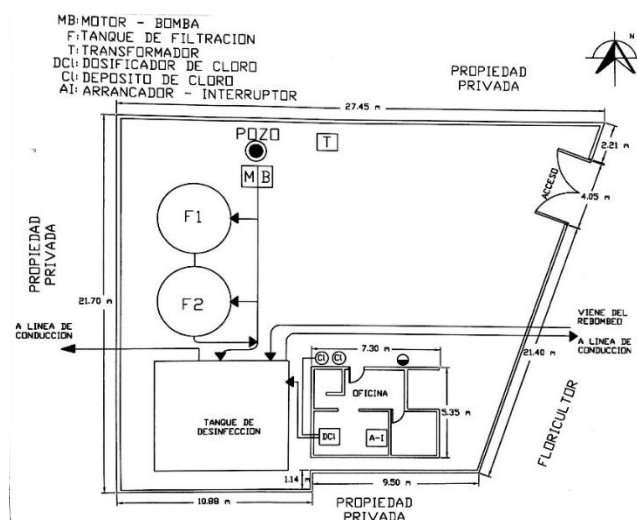 MB: MOTOR - BOMBA
F: TANQUE DE FILTRACION
T: TRANSFORMADOR
DCl: DOSIFICADOR DE CLORO
Cl: DEPOSITO DE CLORO
AI: ARRANCADOR - INTERRUPTOR
N
PROPIEDAD
PRIVADA
27.45 m
POZO
T
2.21 m
M B
ACCESO
4.05 m
F1
PROPIEDAD
PRIVADA
F2
21.70 m
A LINEA DE
CONDUCCION
VIENE DEL
REBOMBEO
A LINEA DE
CONDUCCION
7.30 m
21.40 m
Cl Cl
OFICINA
5.35 m
TANQUE DE
DESINFECCION
DCl
A-I
FLORICULTOR
1.14 m
9.50 m
10.88 m
PROPIEDAD
PRIVADA